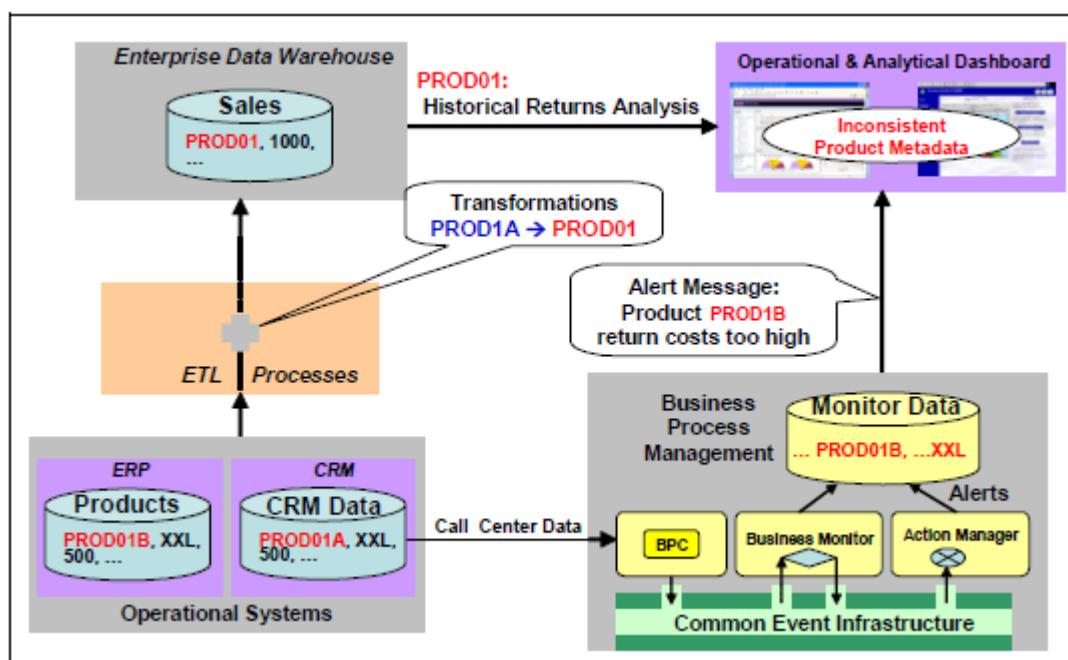 Enterprise Data Warehouse
Sales
PROD01, 1000,
...
PROD01:
Historical Returns Analysis
Operational & Analytical Dashboard
Inconsistent
Product Metadata
Transformations
PROD1A → PROD01
Alert Message:
Product PROD1B
return costs too high
ETL Processes
Business
Process
Management
Monitor Data
... PROD01B, ...XXL
Alerts
ERP
Products
PROD01B, XXL,
500, ...
CRM
CRM Data
PROD01A, XXL,
500, ...
Operational Systems
Call Center Data
BPC
Business Monitor
Action Manager
Common Event Infrastructure